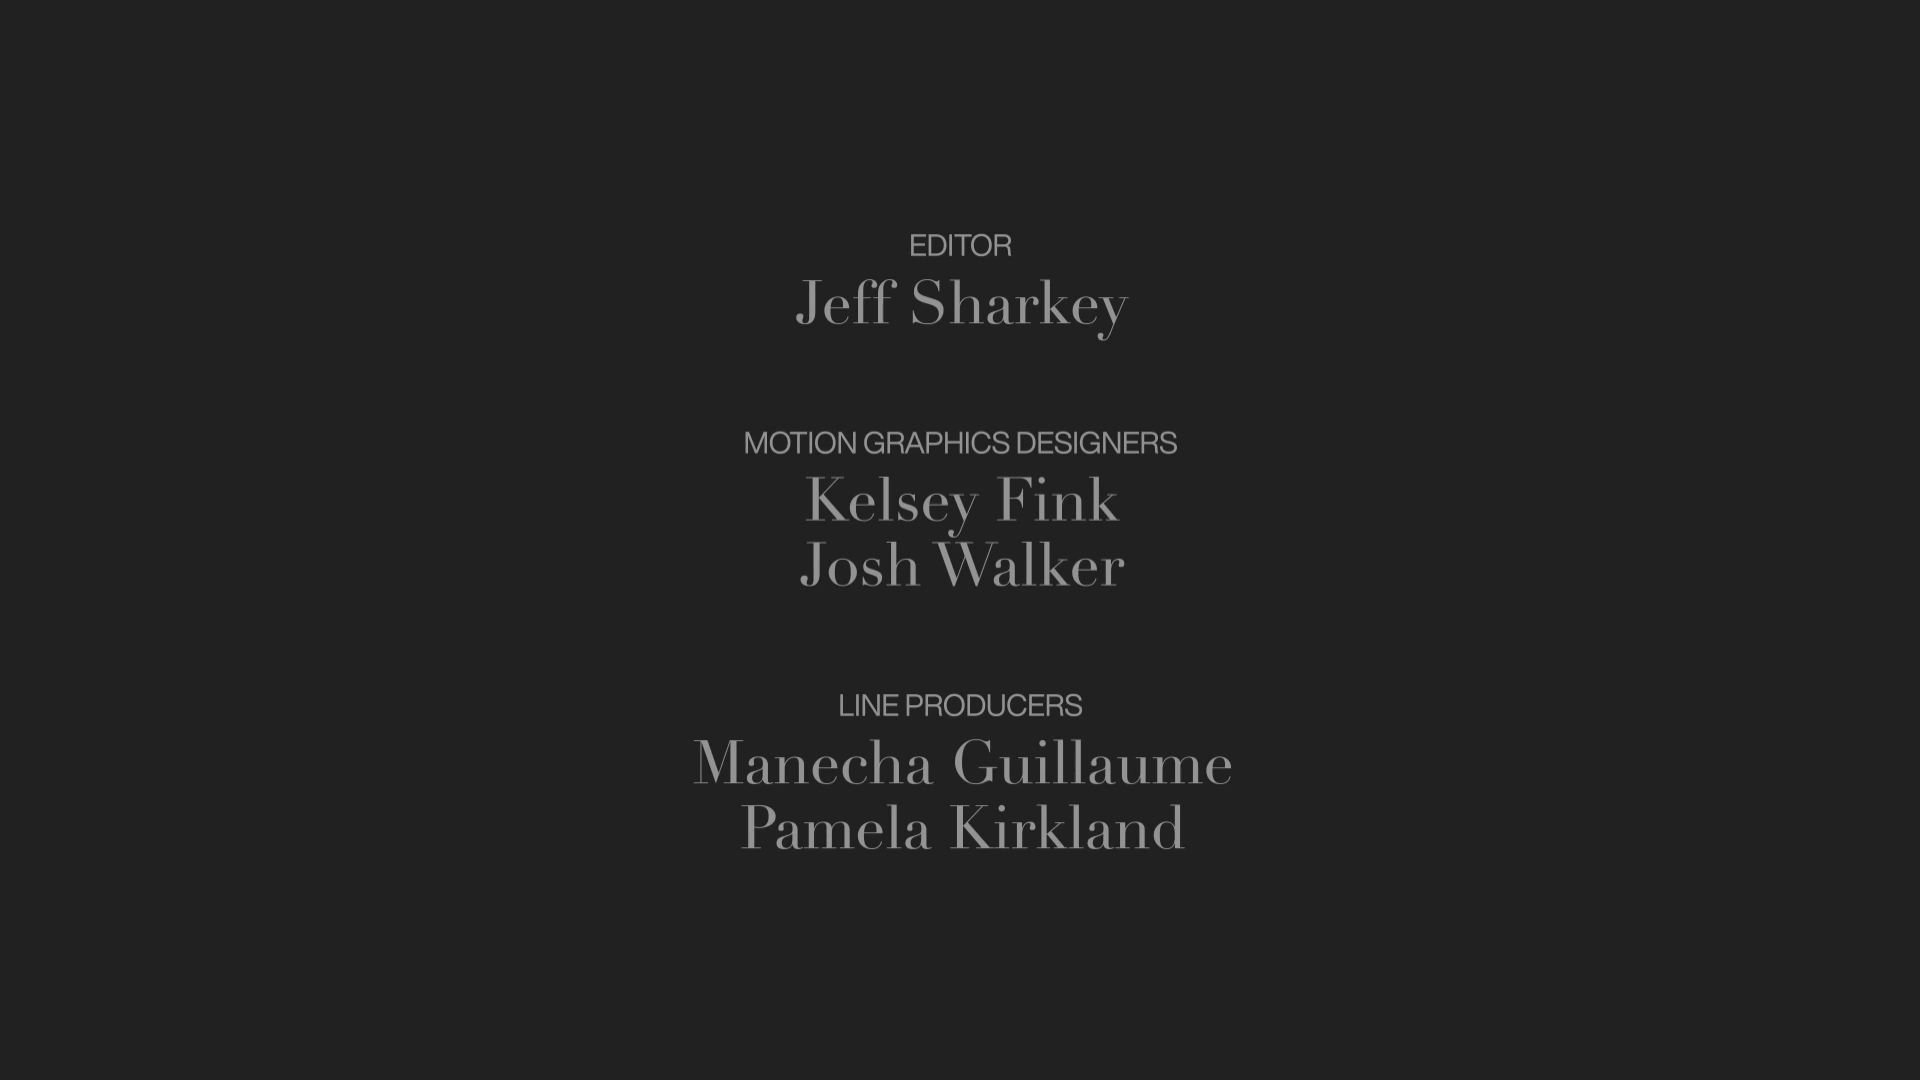 EDITOR
Jeff Sharkey
MOTION GRAPHICS DESIGNERS
Kelsey Fink
Josh Walker
LINE PRODUCERS
Manecha Guillaume
Pamela Kirkland